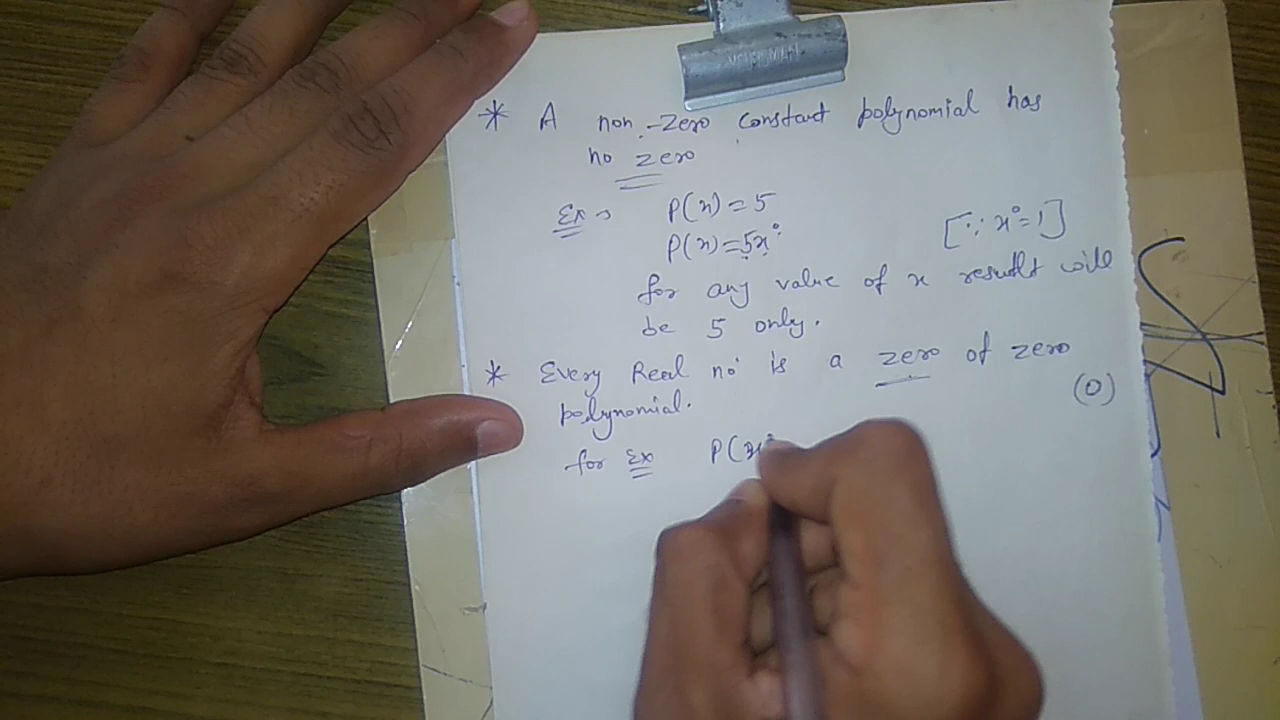 * A non-zero constant polynomial has
no zero
Ex → P(x) = 5
P(x) = 5x° [∵ x° = 1]
for any value of x result will
be 5 only.
* Every Real no is a zero of zero
polynomial. (0)
for Ex P(x